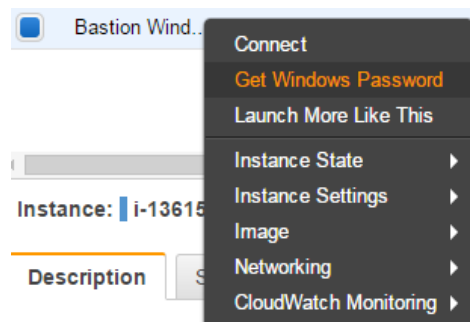 Bastion Wind..
Connect
Get Windows Password
Launch More Like This
Instance State
Instance Settings
Image
Networking
CloudWatch Monitoring
Instance: i-13615
Description S